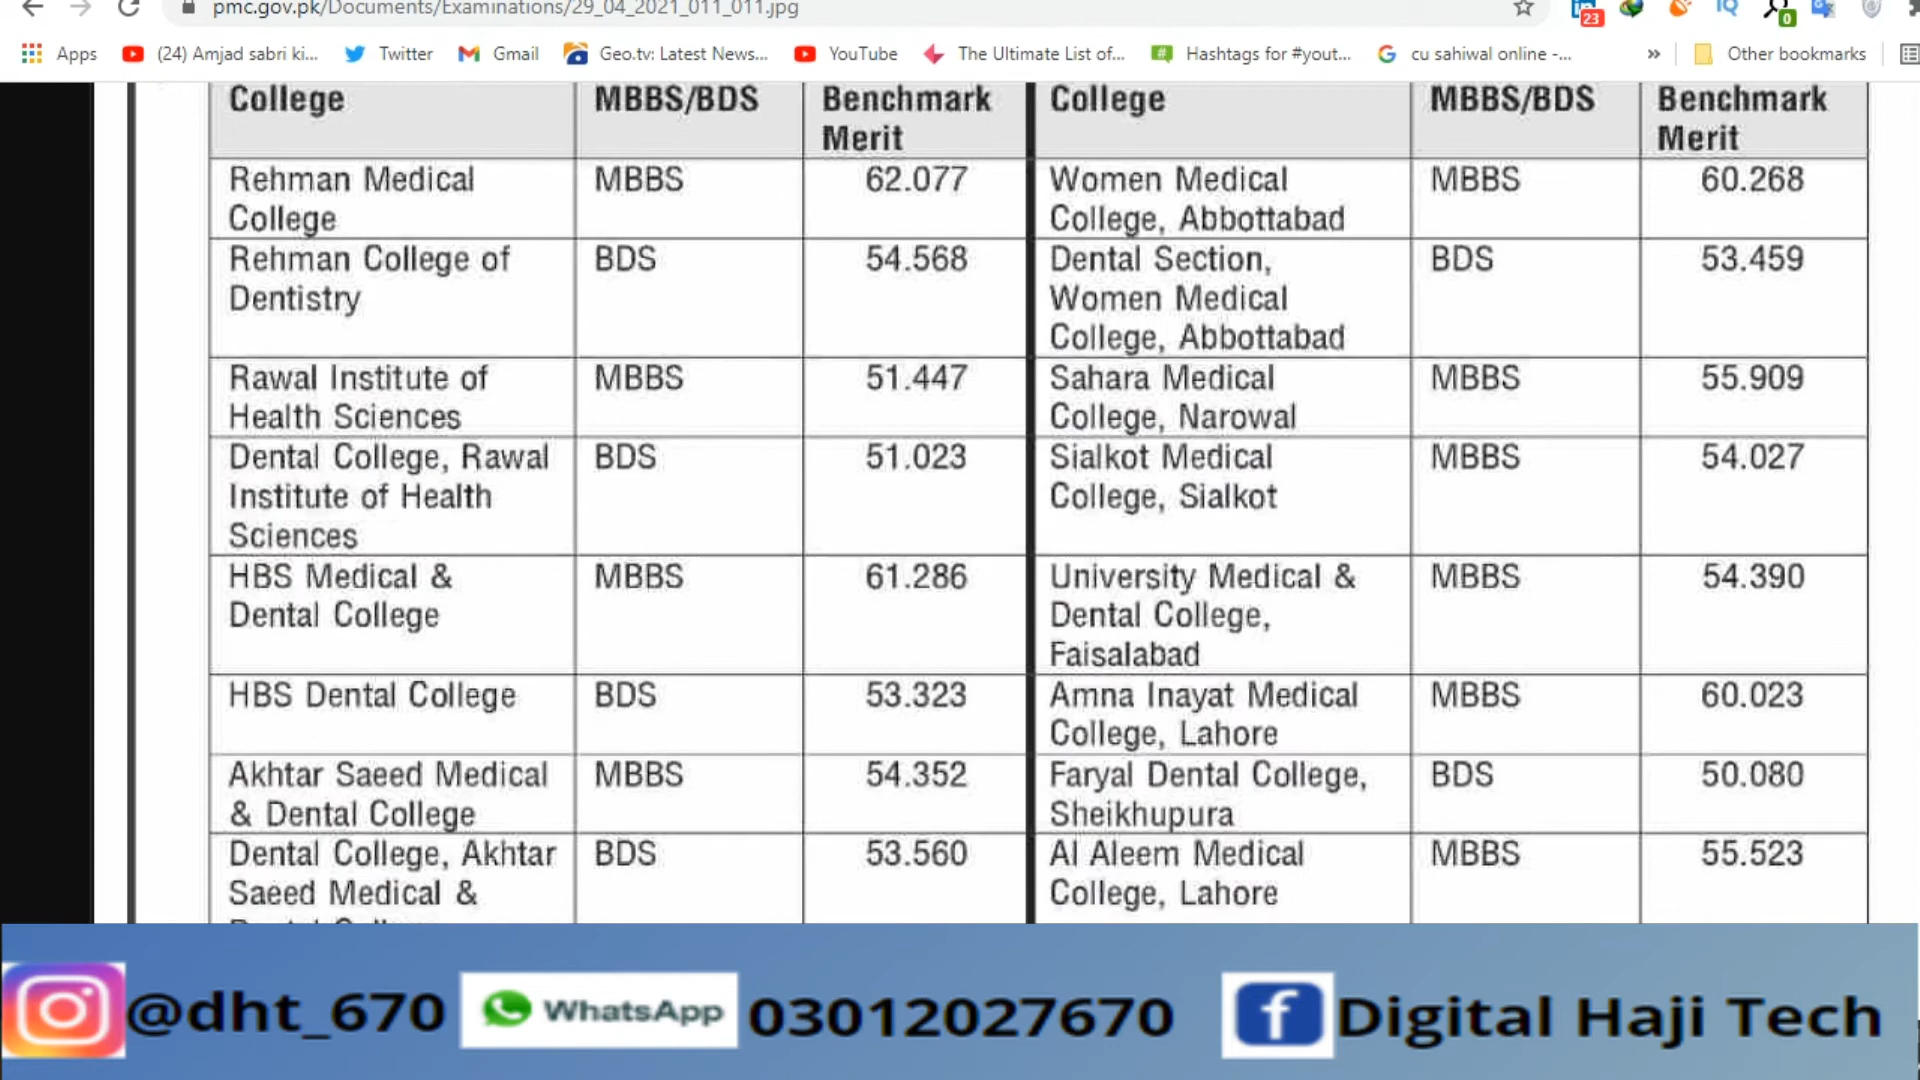 pmc.gov.pk/Documents/Examinations/29_04_2021_011_011.jpg
23
0
Apps
(24) Amjad sabri ki...
Twitter
Gmail
Geo.tv: Latest News...
YouTube
The Ultimate List of...
Hashtags for #yout...
cu sahiwal online -...
»
Other bookmarks
College MBBS/BDS Benchmark
Merit
Rehman Medical MBBS 62.077
College
Rehman College of BDS 54.568
Dentistry
Rawal Institute of MBBS 51.447
Health Sciences
Dental College, Rawal BDS 51.023
Institute of Health
Sciences
HBS Medical & MBBS 61.286
Dental College
HBS Dental College BDS 53.323
Akhtar Saeed Medical MBBS 54.352
& Dental College
Dental College, Akhtar BDS 53.560
Saeed Medical &
College MBBS/BDS Benchmark
Merit
Women Medical MBBS 60.268
College, Abbottabad
Dental Section, BDS 53.459
Women Medical
College, Abbottabad
Sahara Medical MBBS 55.909
College, Narowal
Sialkot Medical MBBS 54.027
College, Sialkot
University Medical & MBBS 54.390
Dental College,
Faisalabad
Amna Inayat Medical MBBS 60.023
College, Lahore
Faryal Dental College, BDS 50.080
Sheikhupura
Al Aleem Medical MBBS 55.523
College, Lahore
@dht_670 WhatsApp 03012027670 f Digital Haji Tech